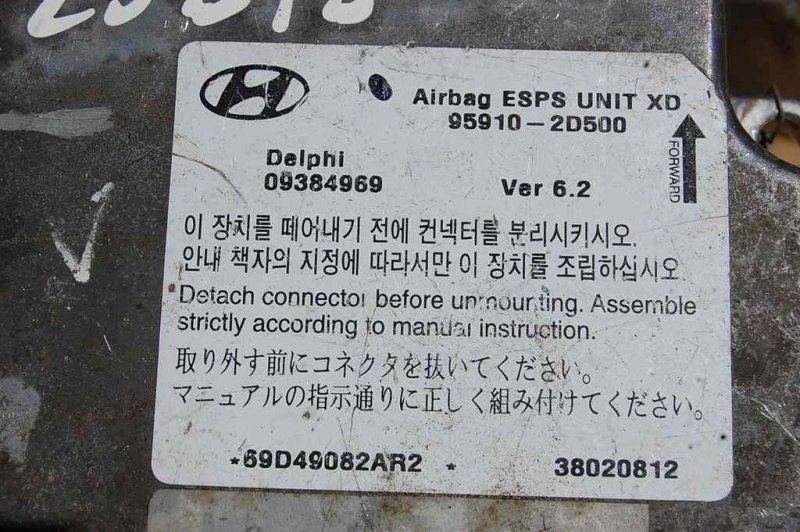 Airbag ESPS UNIT XD
95910-2D500
FORWARD
Delphi
09384969
Ver 6.2
이 장치를 떼어내기 전에 컨넥터를 분리시키시오.
안내 책자의 지정에 따라서만 이 장치를 조립하십시오
Detach connector before unmounting. Assemble
strictly according to manual instruction.
取り外す前にコネクタを抜いてください。
マニュアルの指示通りに正しく組み付けてください。
*69D49082AR2 *
38020812